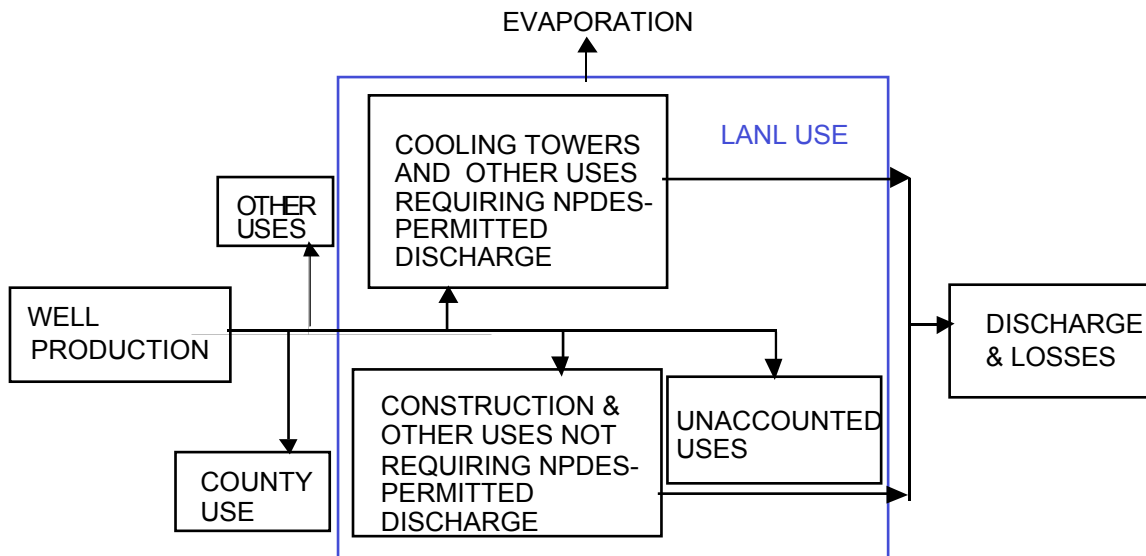 EVAPORATION
COOLING TOWERS
AND OTHER USES
REQUIRING NPDES-
PERMITTED
DISCHARGE
LANL USE
OTHER
USES
WELL
PRODUCTION
DISCHARGE
& LOSSES
CONSTRUCTION &
OTHER USES NOT
REQUIRING NPDES-
PERMITTED
DISCHARGE
UNACCOUNTED
USES
COUNTY
USE